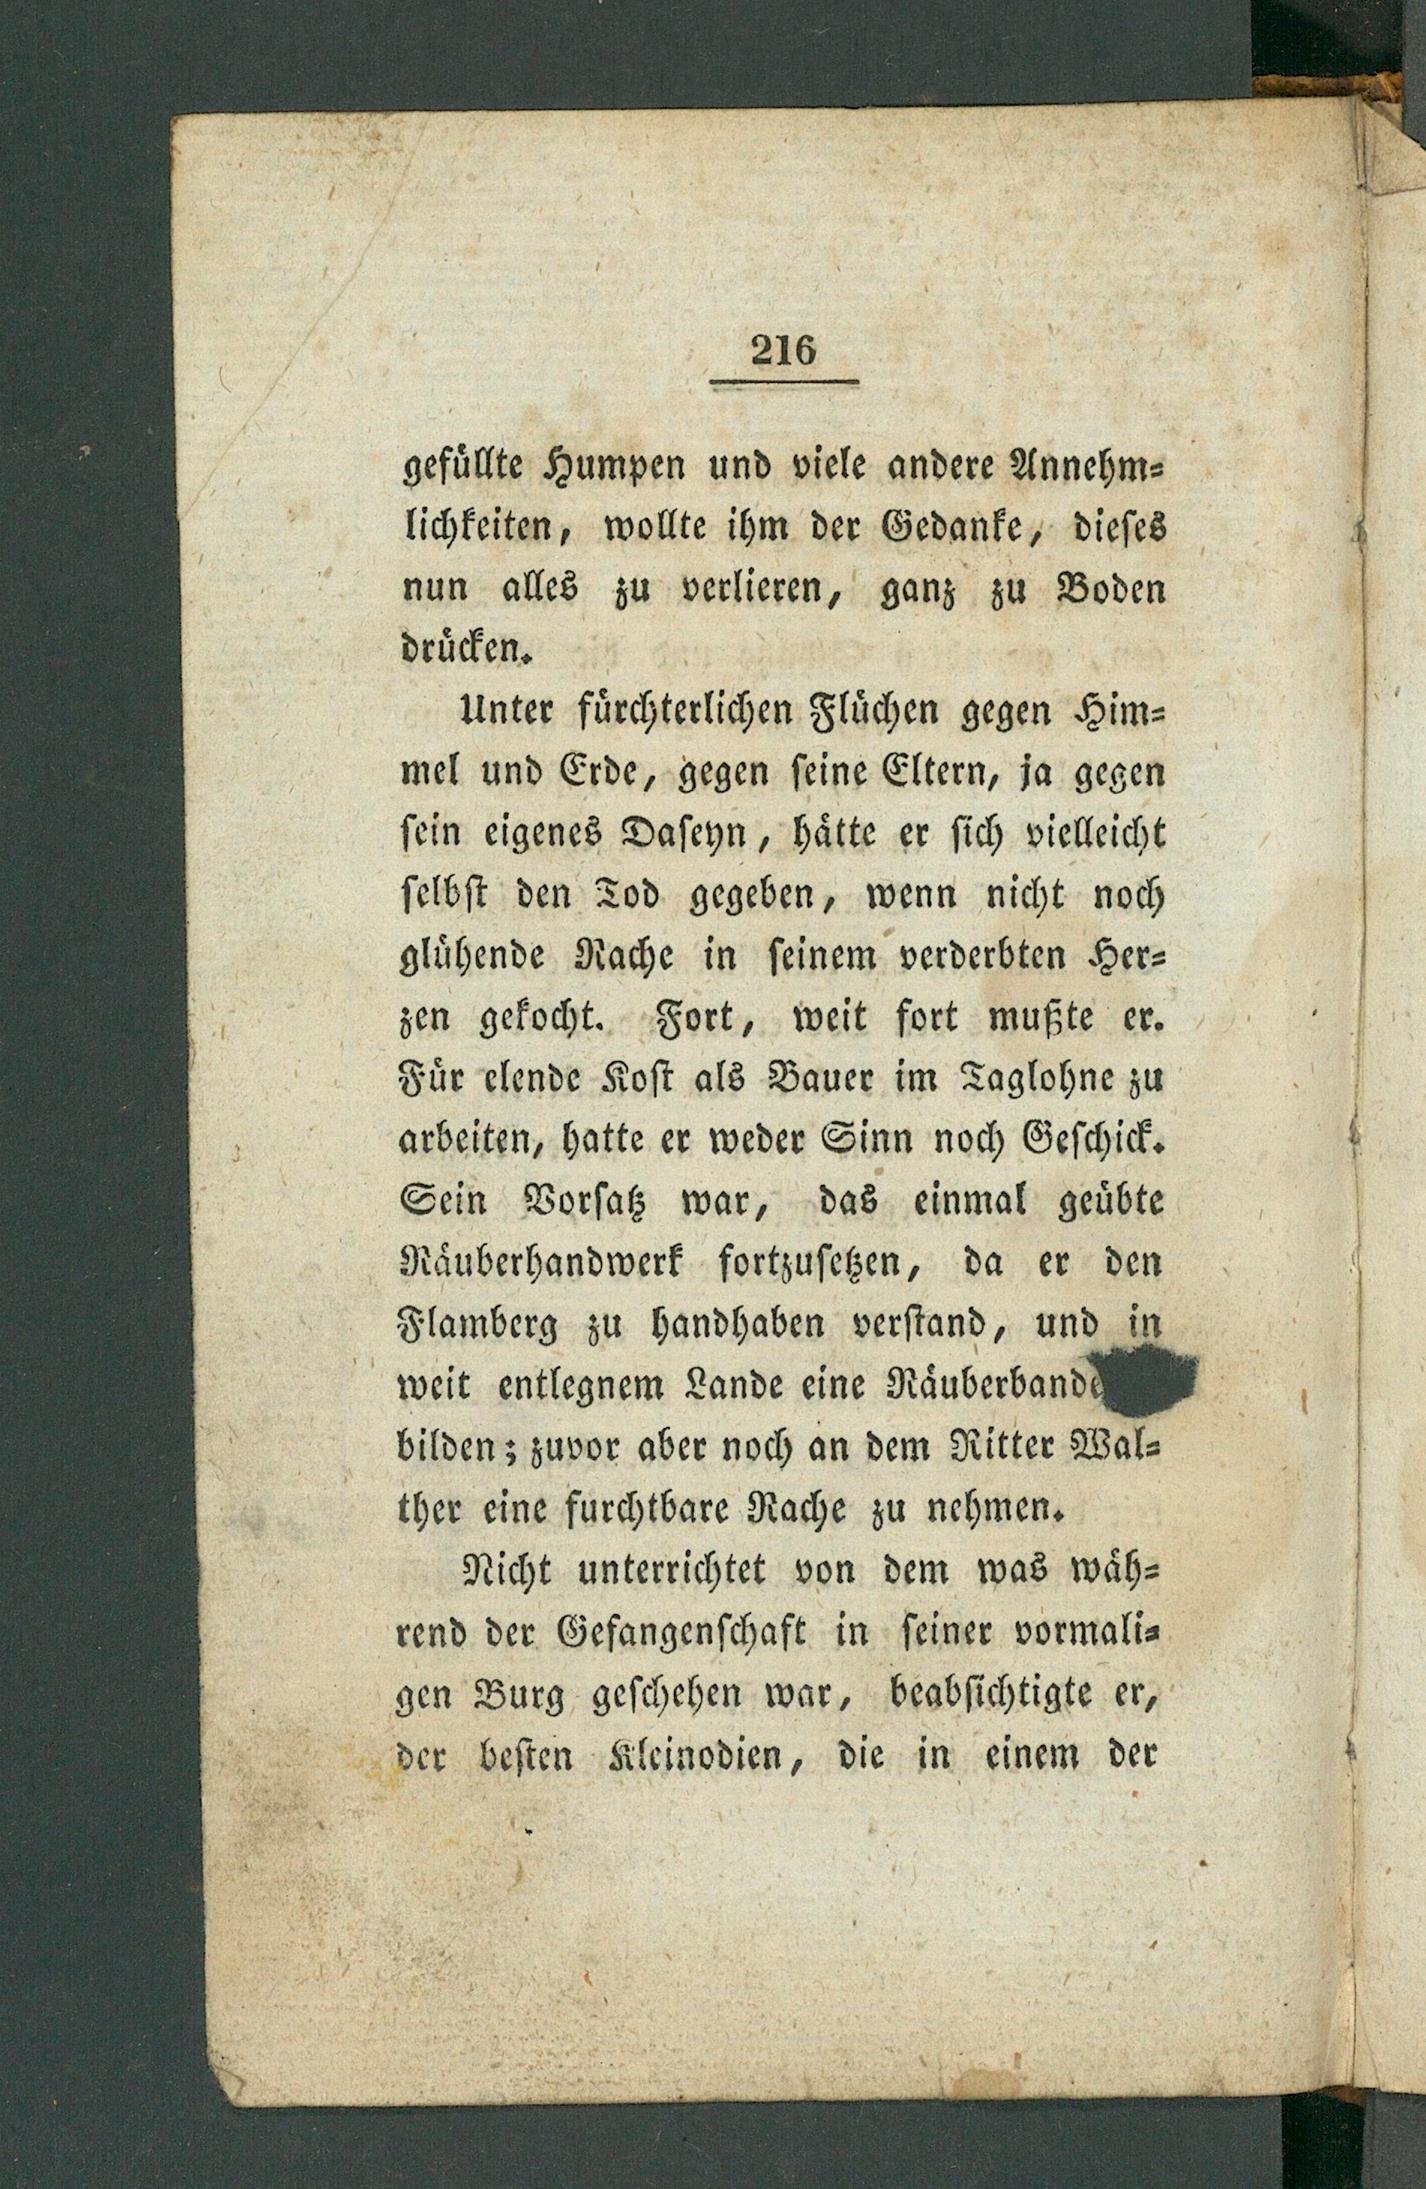 216
gefüllte Humpen und viele andere Annehm=
lichkeiten, wollte ihm der Gedanke, dieses
nun alles zu verlieren, ganz zu Boden
drücken.
Unter fürchterlichen Flüchen gegen Him=
mel und Erde, gegen seine Eltern, ja gegen
sein eigenes Daseyn, hätte er sich vielleicht
selbst den Tod gegeben, wenn nicht noch
glühende Rache in seinem verderbten Her=
zen gekocht. Fort, weit fort mußte er.
Für elende Kost als Bauer im Taglohne zu
arbeiten, hatte er weder Sinn noch Geschick.
Sein Vorsatz war, das einmal geübte
Räuberhandwerk fortzusetzen, da er den
Flamberg zu handhaben verstand, und in
weit entlegnem Lande eine Räuberbande
bilden; zuvor aber noch an dem Ritter Wal=
ther eine furchtbare Rache zu nehmen.
Nicht unterrichtet von dem was wäh=
rend der Gefangenschaft in seiner vormali=
gen Burg geschehen war, beabsichtigte er,
der besten Kleinodien, die in einem der